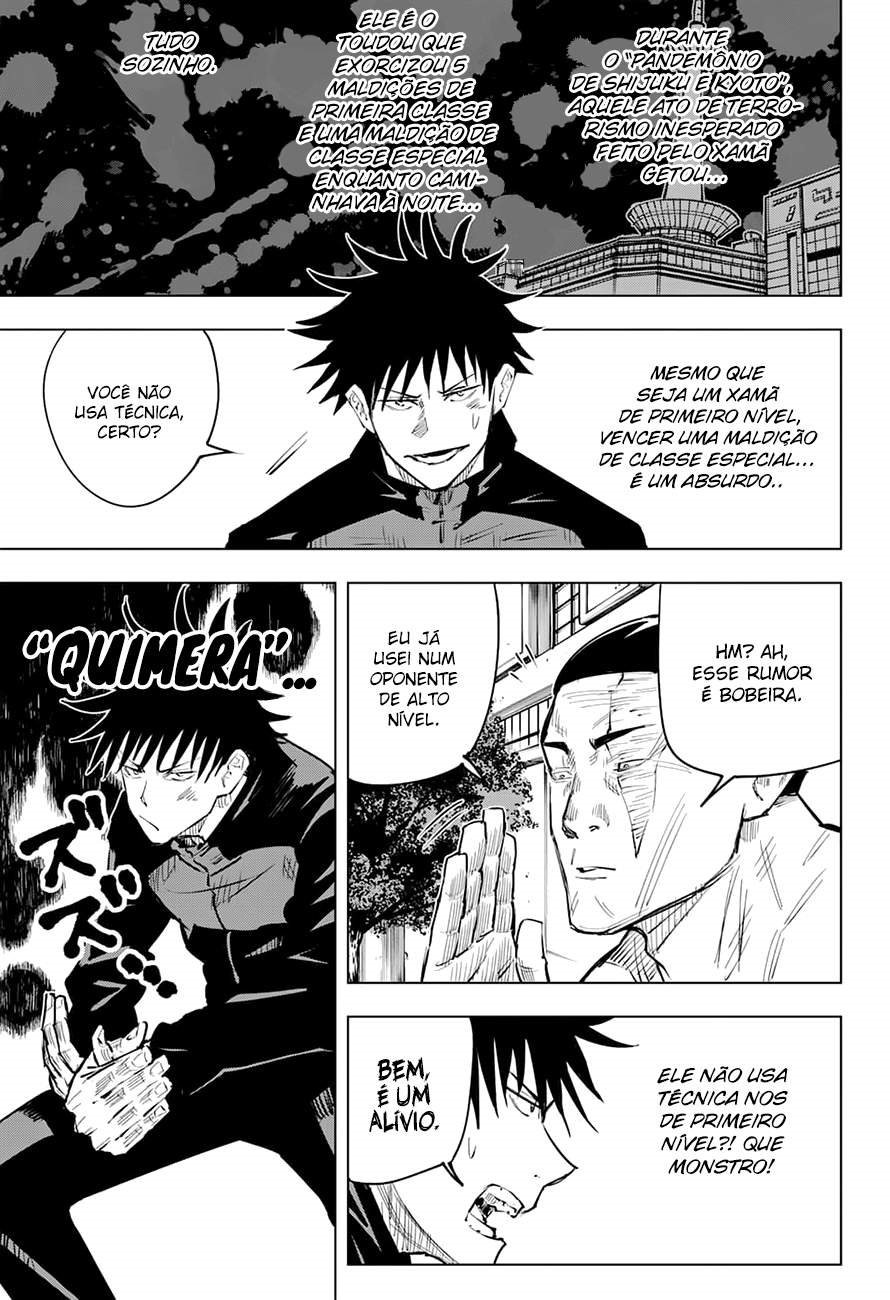 DURANTE
O "PANDEMÔNIO
DE SHIJUKU E KYOTO",
AQUELE ATO DE TERRO-
RISMO INESPERADO
FEITO PELO XAMÃ
GETOU...
ELE É O
TOUDOU QUE
EXORCIZOU 5
MALDIÇÕES DE
PRIMEIRA CLASSE
E UMA MALDIÇÃO DE
CLASSE ESPECIAL
ENQUANTO CAMI-
NHAVA À NOITE...
TUDO
SOZINHO.
MESMO QUE
SEJA UM XAMÃ
DE PRIMEIRO NÍVEL,
VENCER UMA MALDIÇÃO
DE CLASSE ESPECIAL...
É UM ABSURDO..
VOCÊ NÃO
USA TÉCNICA,
CERTO?
HM? AH,
ESSE RUMOR
É BOBEIRA.
EU JÁ
USEI NUM
OPONENTE
DE ALTO
NÍVEL.
ELE NÃO USA
TÉCNICA NOS
DE PRIMEIRO
NÍVEL?! QUE
MONSTRO!
BEM,
É UM
ALÍVIO.
"QUIMERA"...
ズズズ